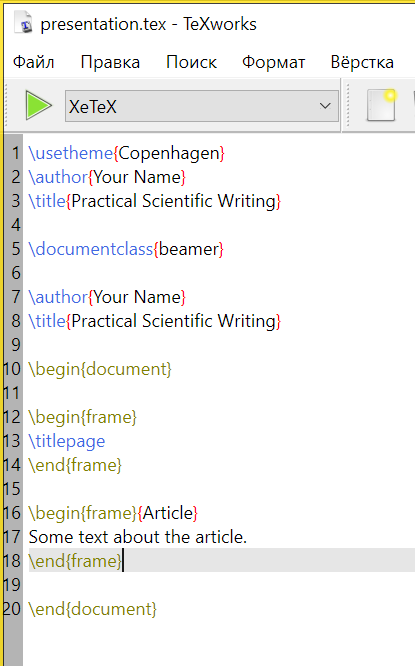 presentation.tex - TeXworks
Файл Правка Поиск Формат Вёрстка
XeTeX
1 \usetheme{Copenhagen}
2 \author{Your Name}
3 \title{Practical Scientific Writing}
4
5 \documentclass{beamer}
6
7 \author{Your Name}
8 \title{Practical Scientific Writing}
9
10 \begin{document}
11
12 \begin{frame}
13 \titlepage
14 \end{frame}
15
16 \begin{frame}{Article}
17 Some text about the article.
18 \end{frame}
19
20 \end{document}